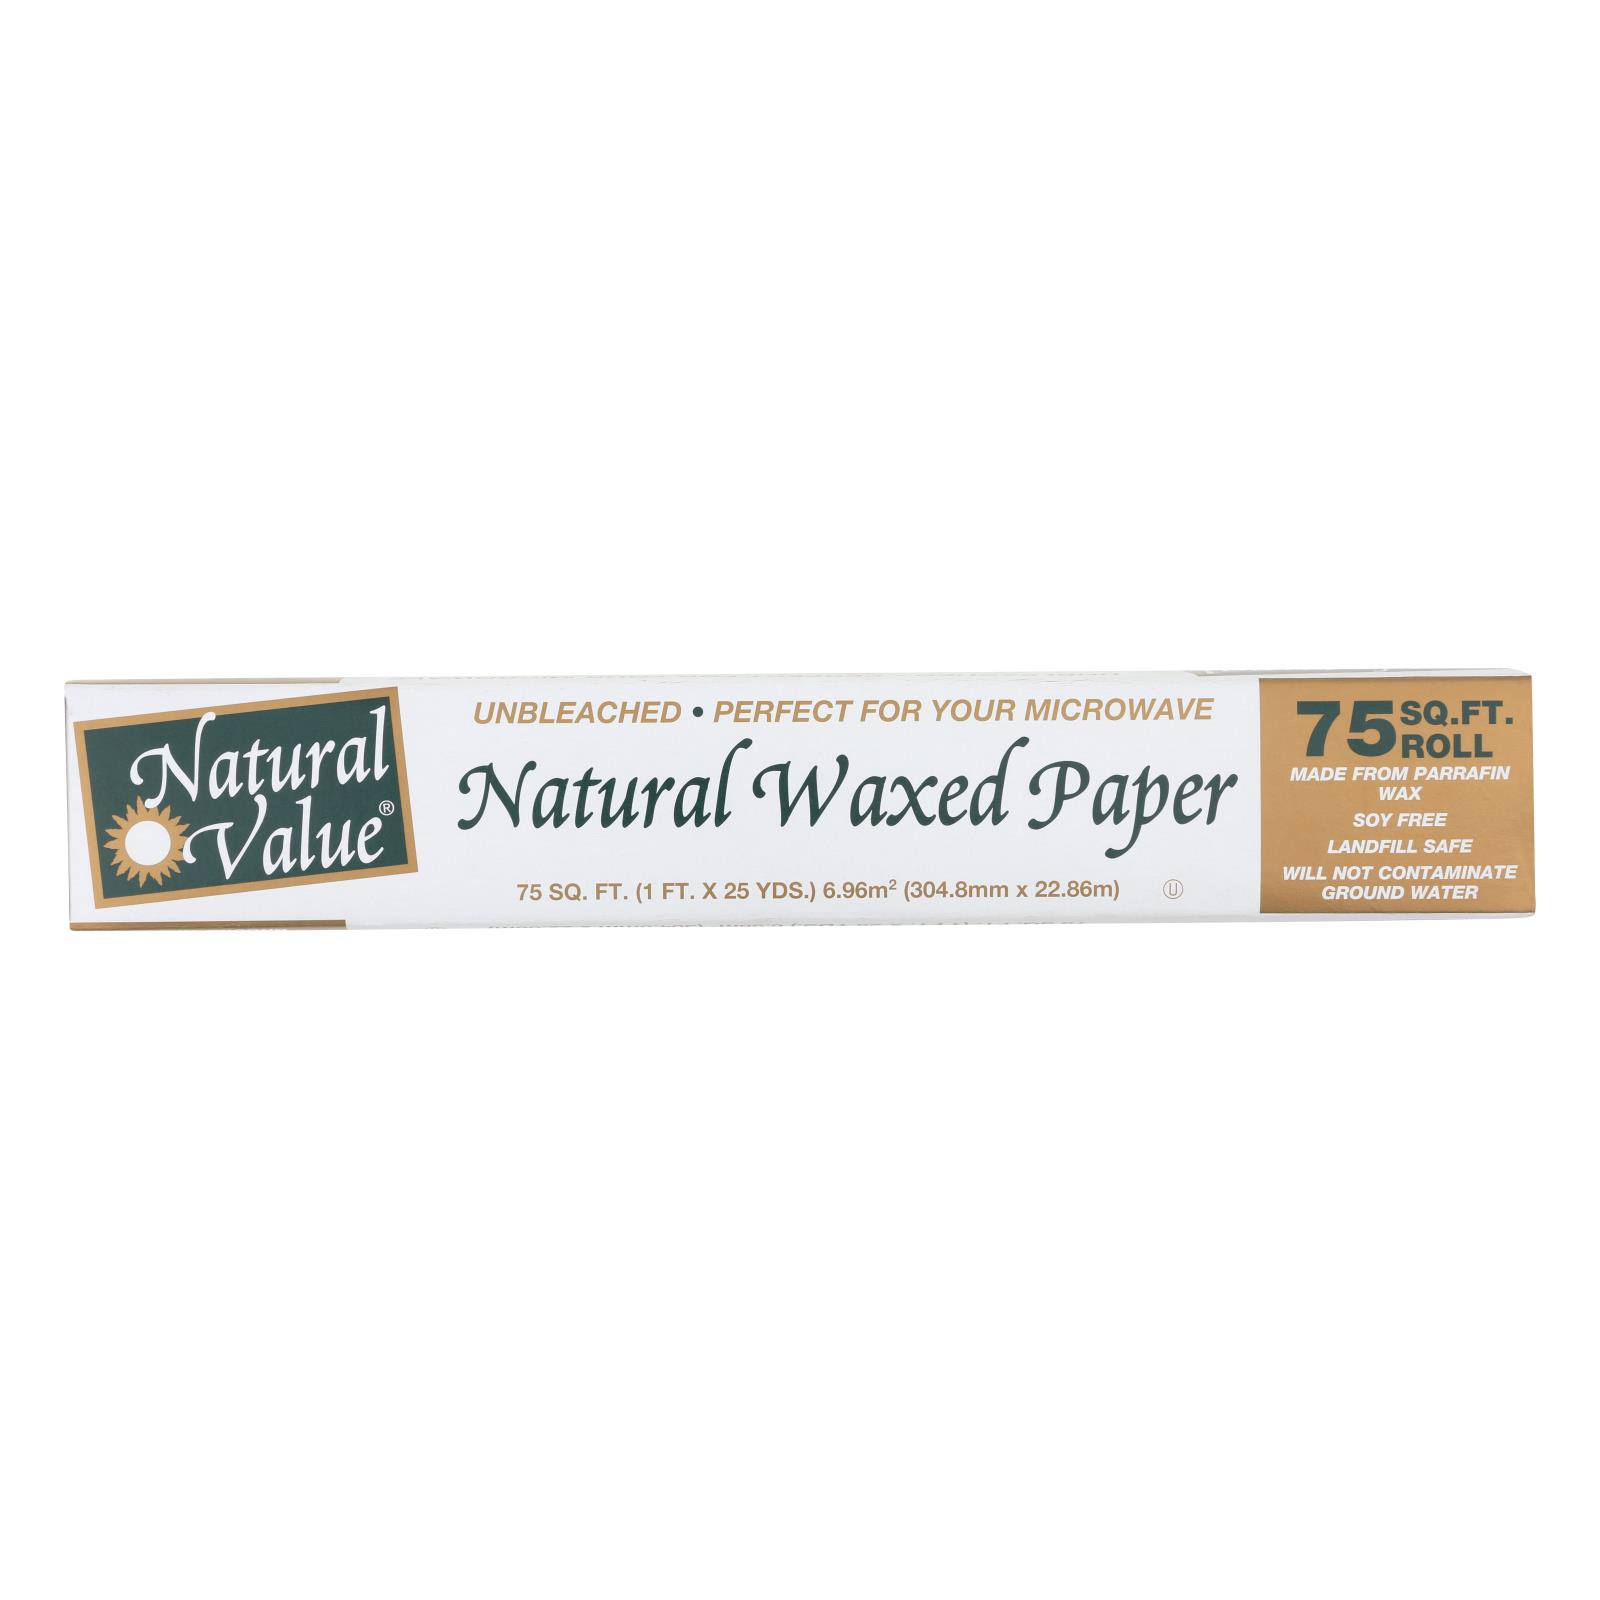 Natural
Value®
UNBLEACHED • PERFECT FOR YOUR MICROWAVE
Natural Waxed Paper
75 SQ. FT. (1 FT. X 25 YDS.) 6.96m² (304.8mm x 22.86m) Ⓤ
75 SQ.FT.
ROLL
MADE FROM PARRAFIN
WAX
SOY FREE
LANDFILL SAFE
WILL NOT CONTAMINATE
GROUND WATER